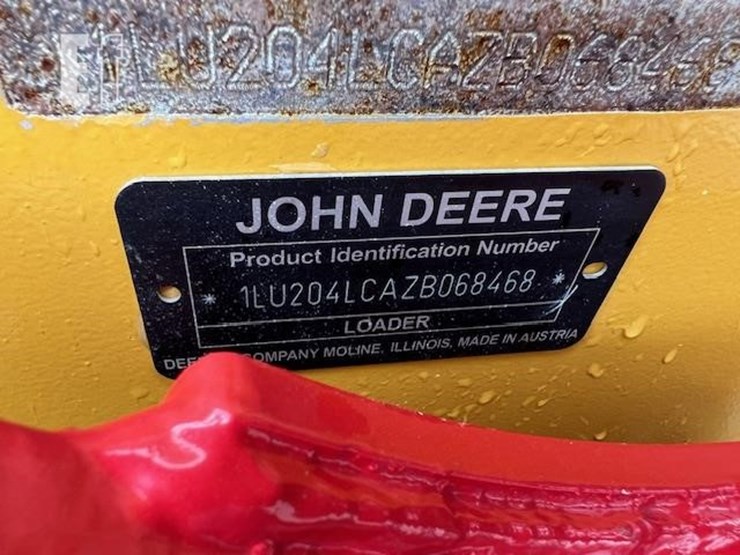 1LU204LCAZB068468
JOHN DEERE
Product Identification Number
* 1LU204LCAZB068468 *
LOADER
COMPANY MOLINE, ILLINOIS, MADE IN AUSTRIA